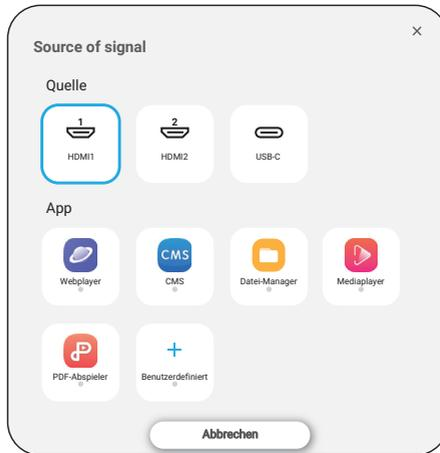 Source of signal
Quelle
1
2
HDMI1
HDMI2
USB-C
App
CMS
Webplayer
CMS
Datei-Manager
Mediaplayer
PDF-Abspieler
Benutzerdefiniert
Abbrechen